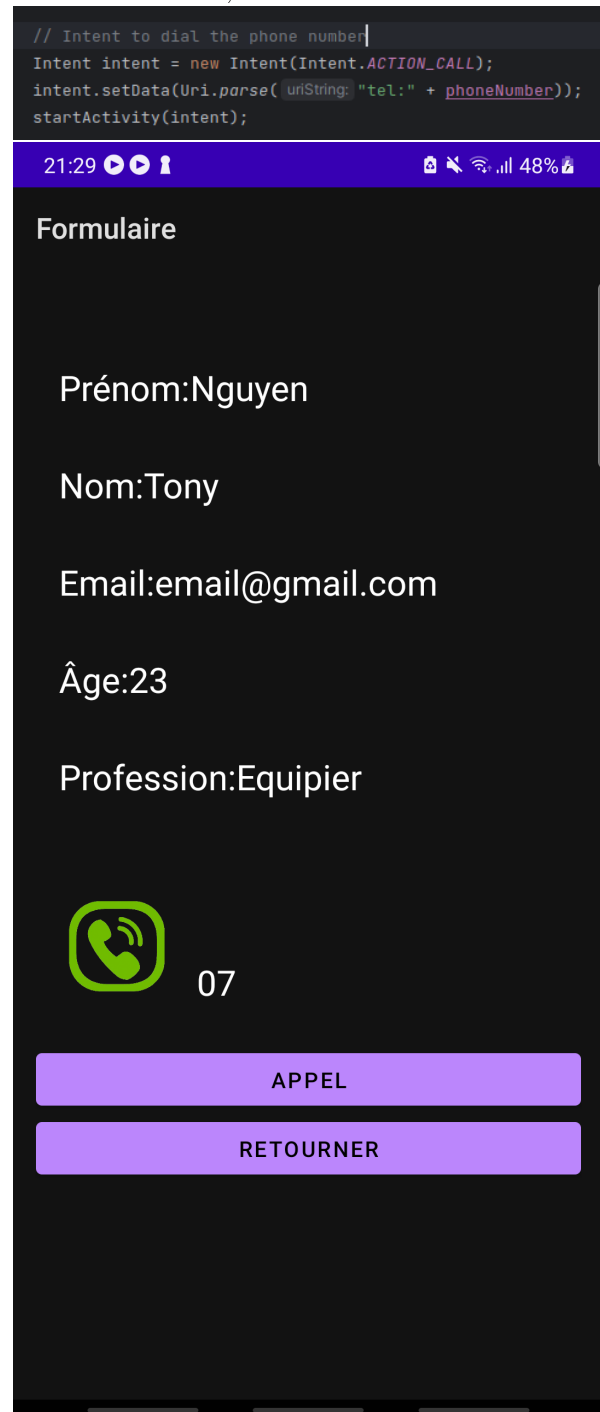 // Intent to dial the phone number
Intent intent = new Intent(Intent.ACTION_CALL);
intent.setData(Uri.parse( uriString: "tel:" + phoneNumber));
startActivity(intent);
21:29 48%
Formulaire
Prénom:Nguyen
Nom:Tony
Email:email@gmail.com
Âge:23
Profession:Equipier
07
APPEL
RETOURNER